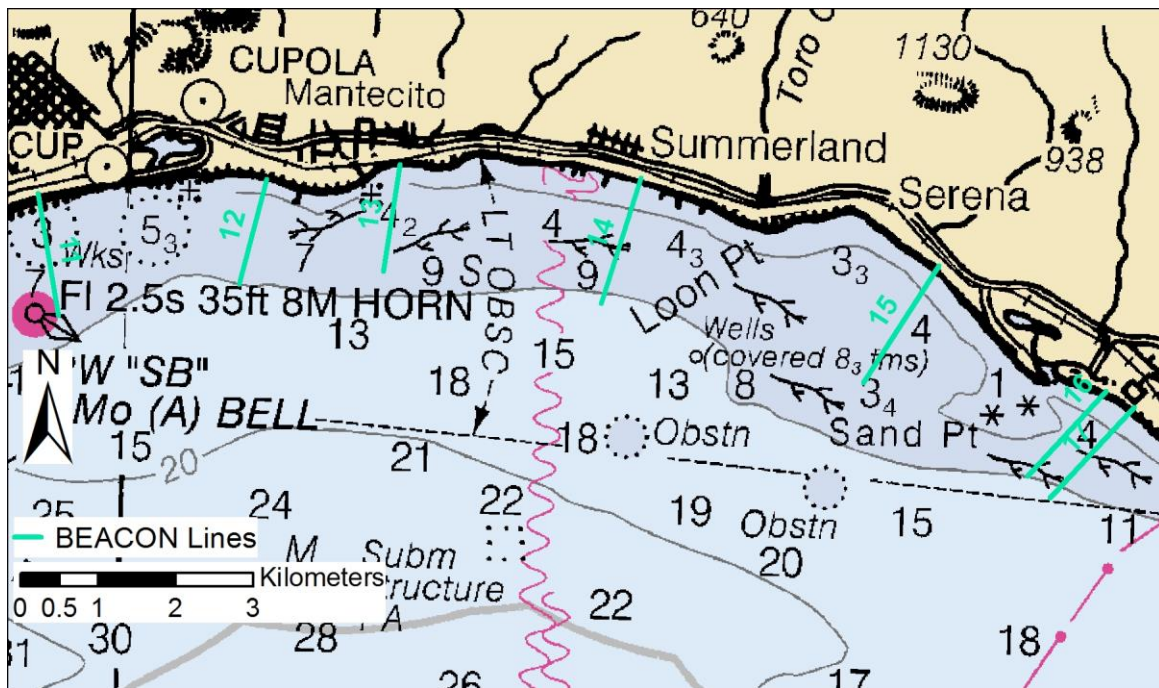 640
Toro C
1130
CUPOLA
Mantecito
CUP
Summerland
938
Serena
3
11
Wks
5₃
12
7
13
4₂
9
S
LT OBSC
4
9
14
4₃
3₃
Loon Pt
15
4
7
Fl 2.5s 35ft 8M HORN
13
Wells
(covered 8₃ fms)
N
"W "SB"
Mo (A) BELL
18
15
13
8
3₄
1
16
4
Sand Pt
15
20
21
18
Obstn
25
24
22
19
Obstn
15
11
BEACON Lines
M
Subm
20
Kilometers
ructure
0 0.5 1 2 3
A
22
18
31
30
28
26
17